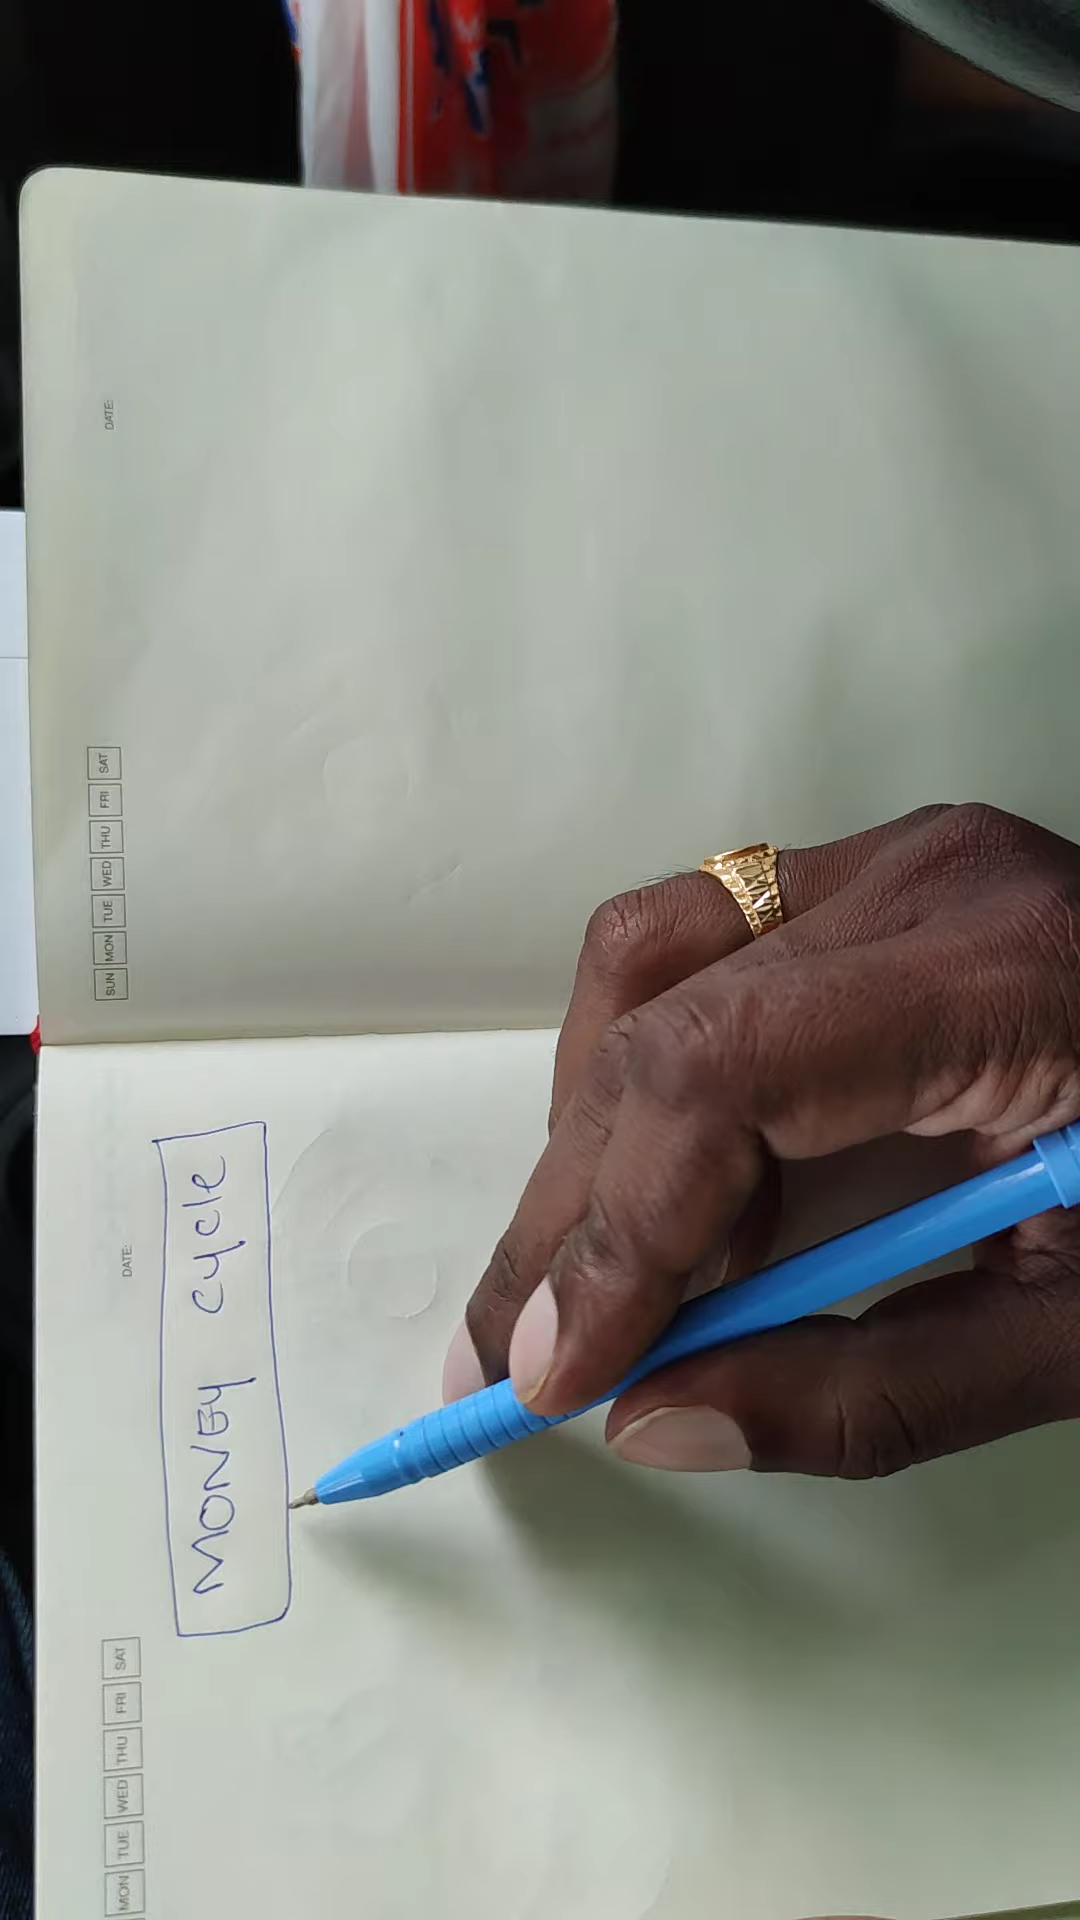 MON TUE WED THU FRI SAT
DATE:
MONEY cycle
SUN MON TUE WED THU FRI SAT
DATE: